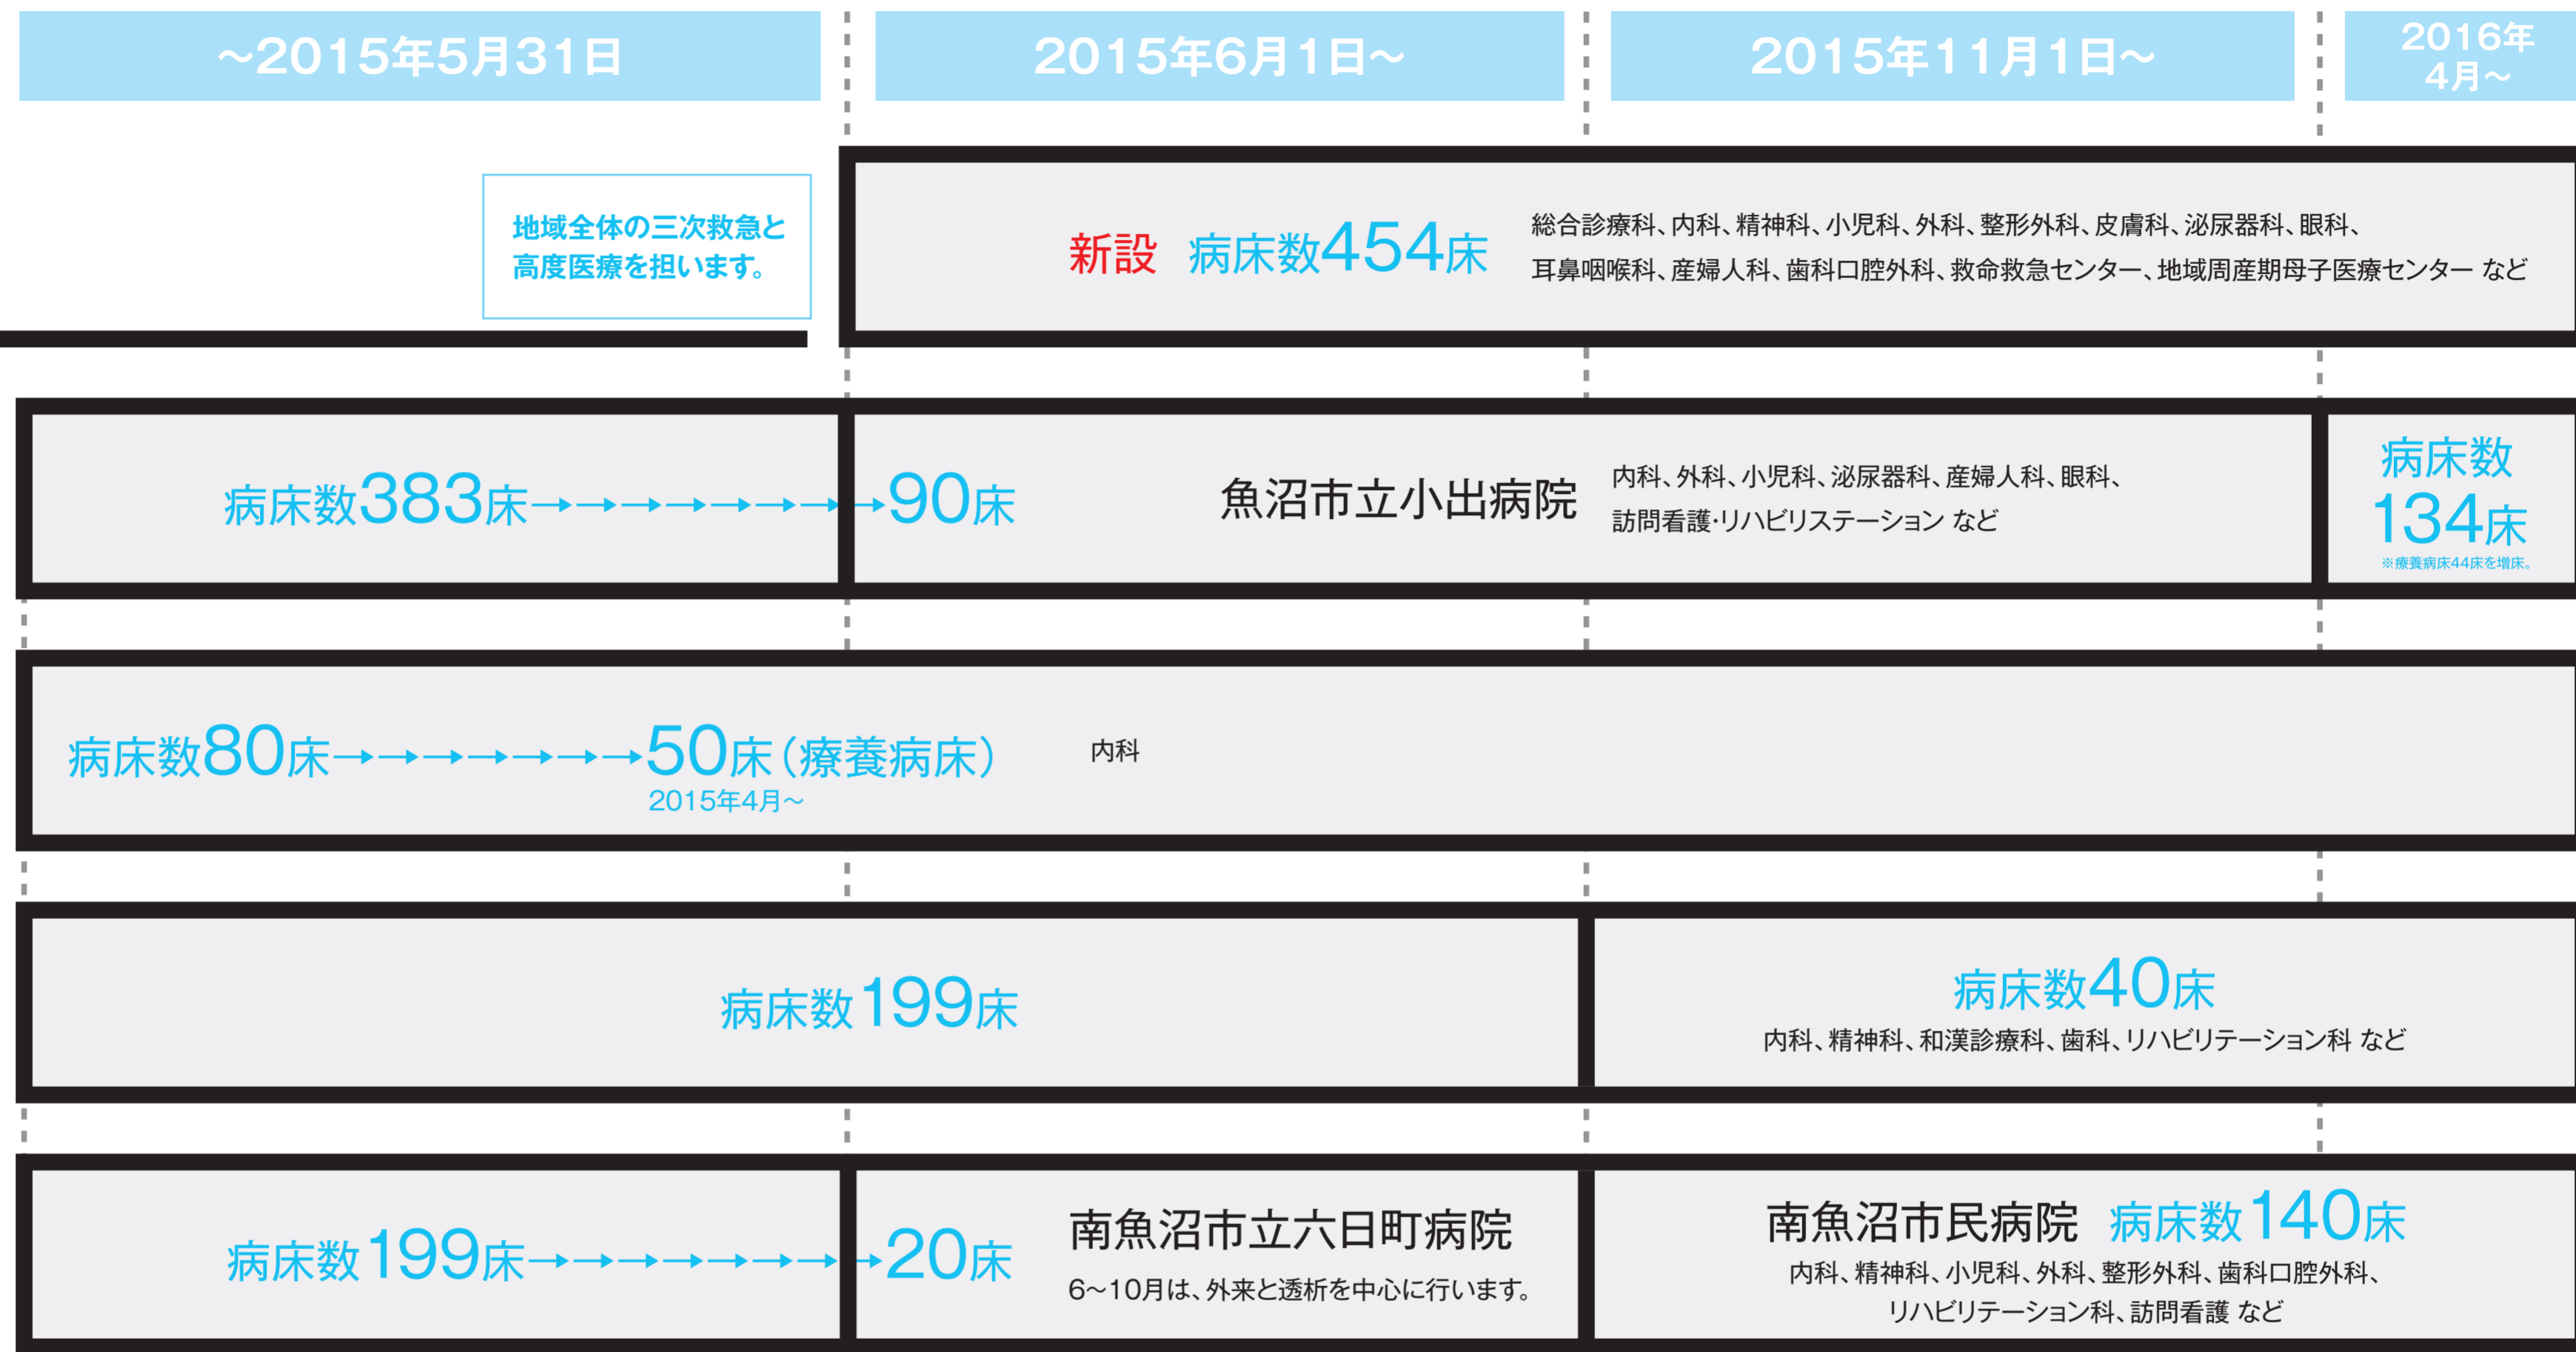 ～2015年5月31日
2015年6月1日～
2015年11月1日～
2016年
4月～
地域全体の三次救急と
高度医療を担います。
新設 病床数454床
総合診療科、内科、精神科、小児科、外科、整形外科、皮膚科、泌尿器科、眼科、
耳鼻咽喉科、産婦人科、歯科口腔外科、救命救急センター、地域周産期母子医療センター など
病床数383床→→→→→→→→90床
魚沼市立小出病院
内科、外科、小児科、泌尿器科、産婦人科、眼科、
訪問看護・リハビリステーション など
病床数
134床
※療養病床44床を増床。
病床数80床→→→→→→→50床（療養病床）
2015年4月～
内科
病床数199床
病床数40床
内科、精神科、和漢診療科、歯科、リハビリテーション科 など
病床数199床→→→→→→→→20床
南魚沼市立六日町病院
6～10月は、外来と透析を中心に行います。
南魚沼市民病院 病床数140床
内科、精神科、小児科、外科、整形外科、歯科口腔外科、
リハビリテーション科、訪問看護 など